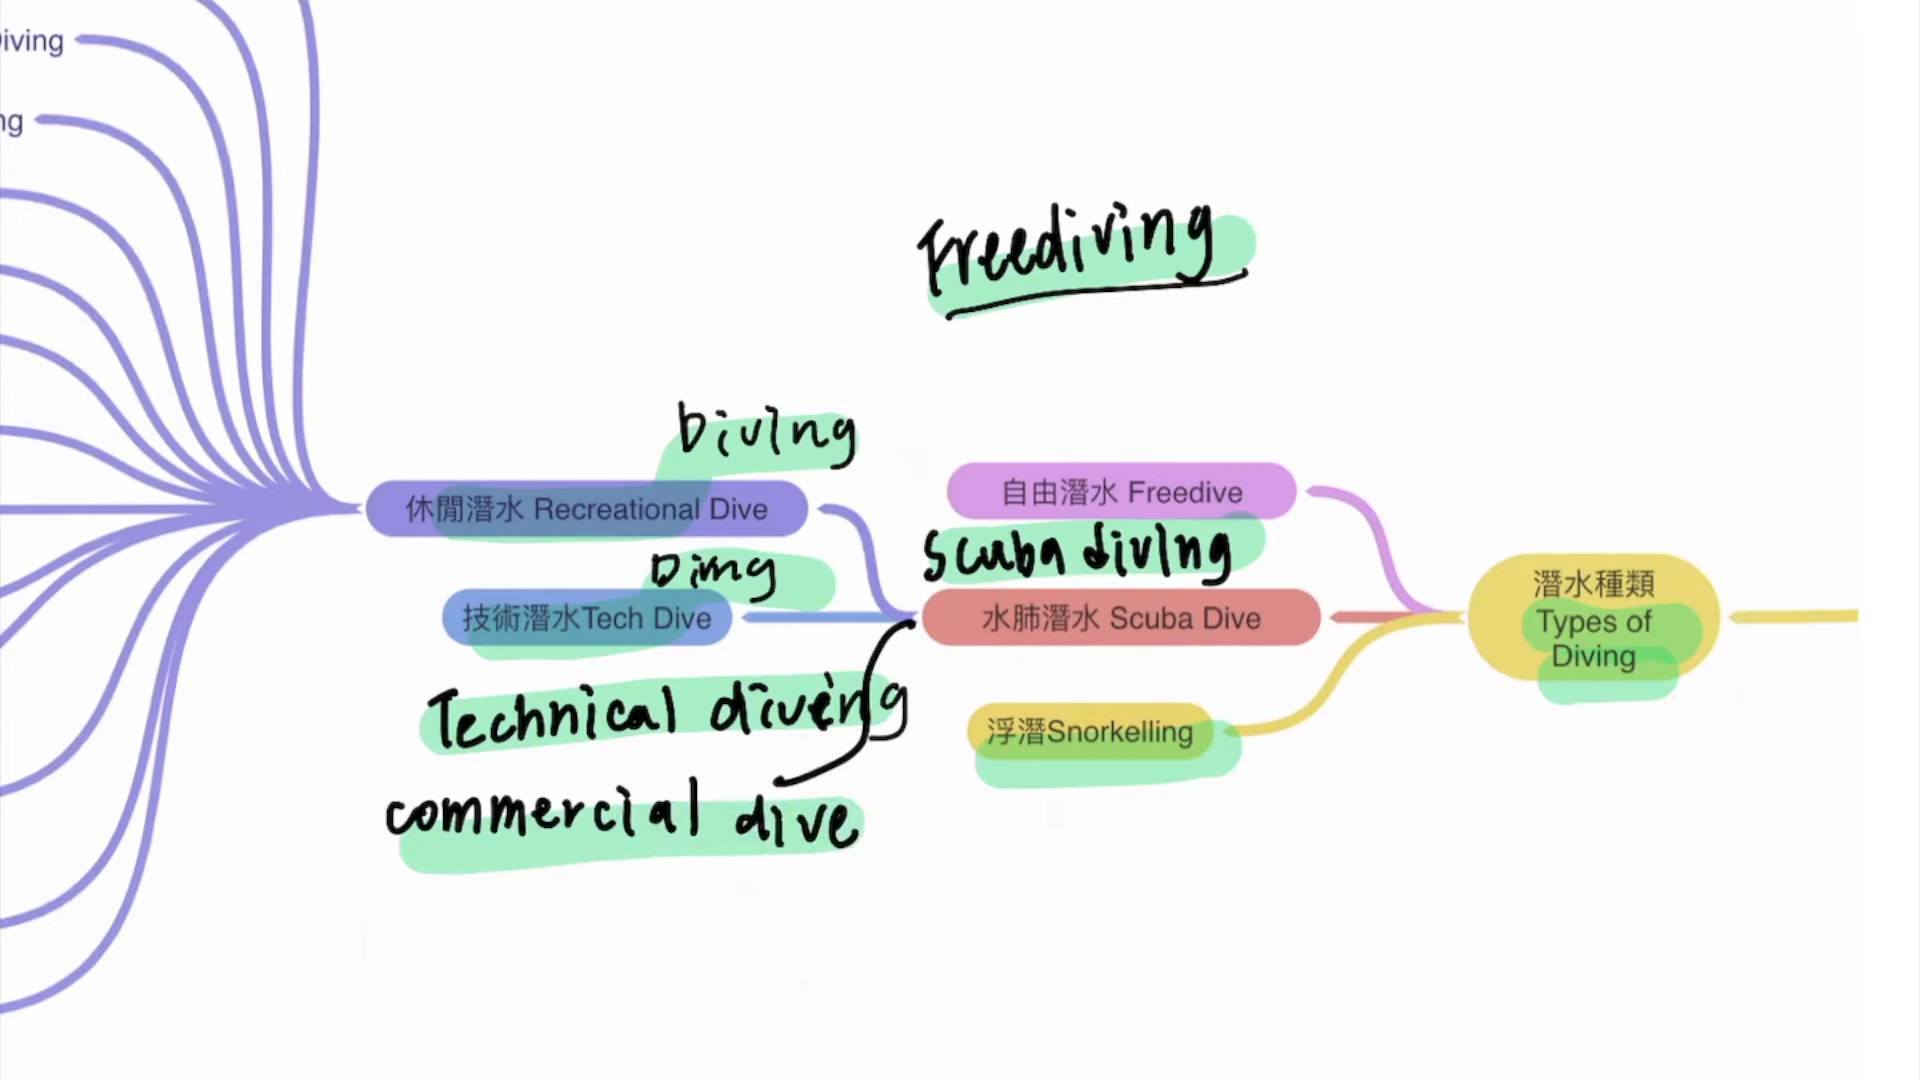 iving
ng
Freediving
Diving
休閒潛水 Recreational Dive
自由潛水 Freedive
Scuba diving
Diing
技術潛水Tech Dive
水肺潛水 Scuba Dive
潛水種類
Types of
Diving
Technical diving
浮潛Snorkelling
commercial dive